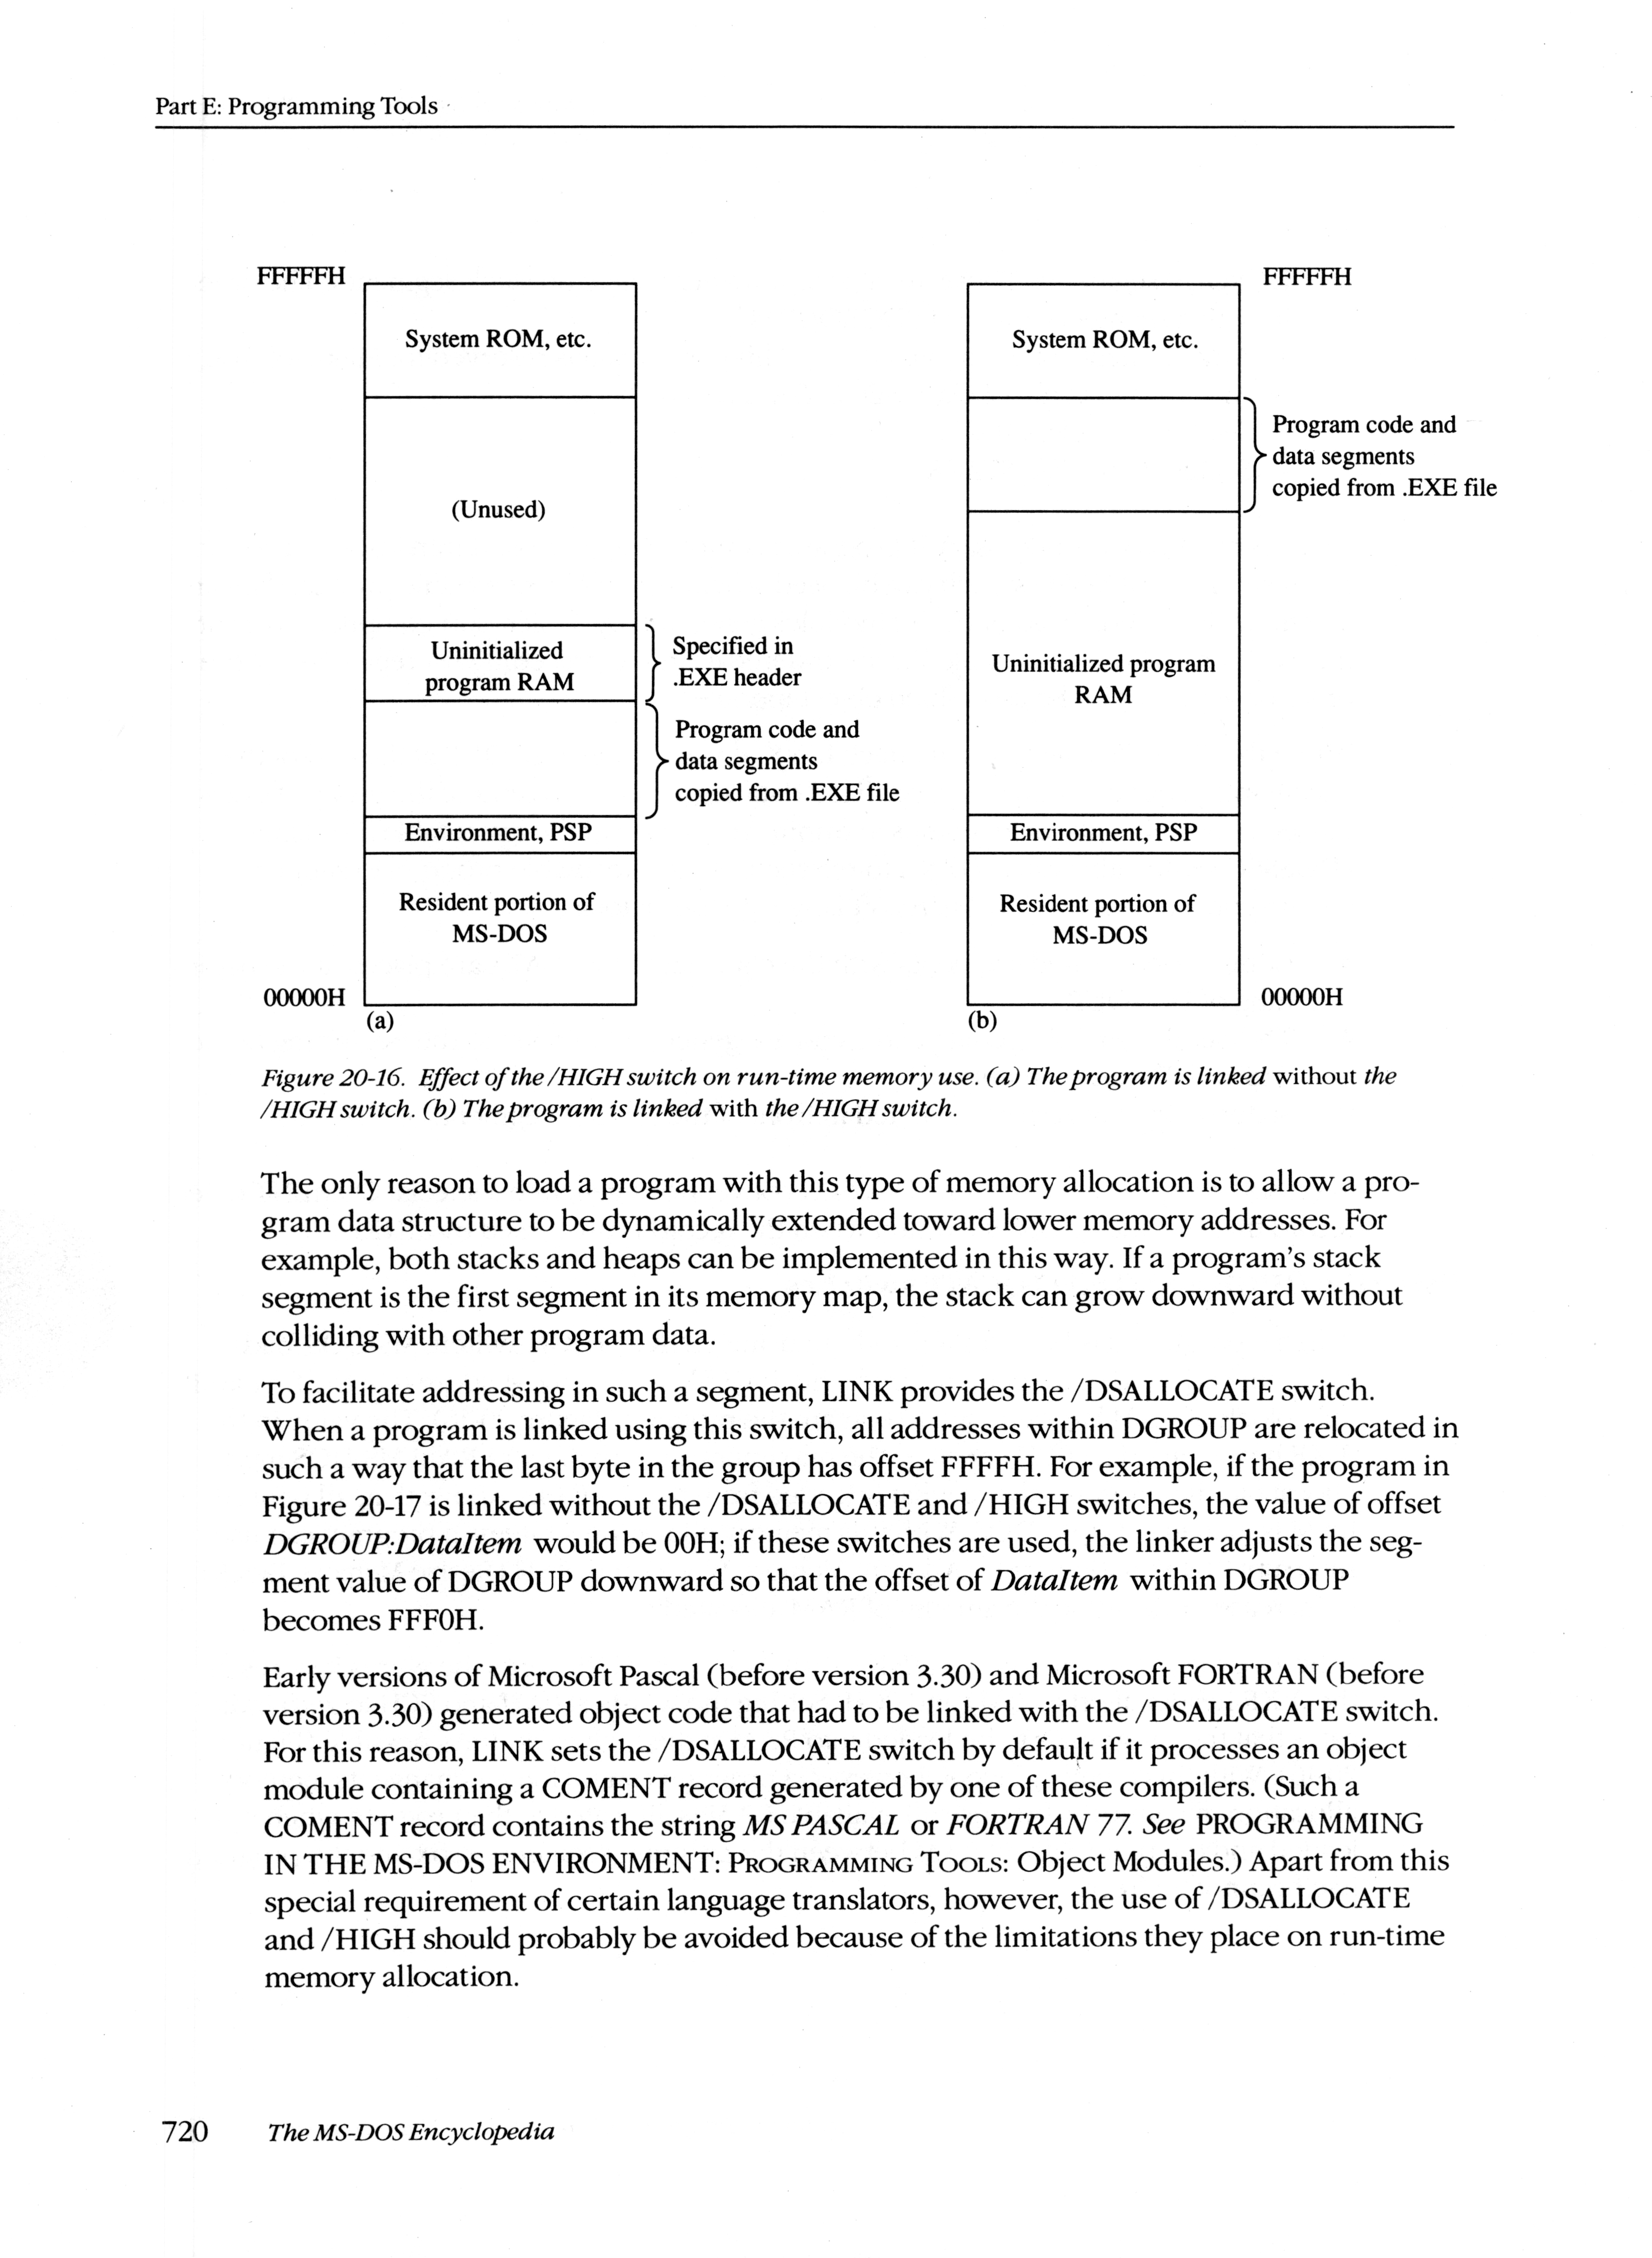 Part E: Programming Tools
FFFFFH
System ROM, etc.
(Unused)
Uninitialized
program RAM
Specified in
.EXE header
Program code and
data segments
copied from .EXE file
Environment, PSP
Resident portion of
MS-DOS
00000H
(a)
FFFFFH
System ROM, etc.
Program code and
data segments
copied from .EXE file
Uninitialized program
RAM
Environment, PSP
Resident portion of
MS-DOS
00000H
(b)
Figure 20-16. Effect of the /HIGH switch on run-time memory use. (a) The program is linked without the
/HIGH switch. (b) The program is linked with the /HIGH switch.
The only reason to load a program with this type of memory allocation is to allow a pro-
gram data structure to be dynamically extended toward lower memory addresses. For
example, both stacks and heaps can be implemented in this way. If a program's stack
segment is the first segment in its memory map, the stack can grow downward without
colliding with other program data.
To facilitate addressing in such a segment, LINK provides the /DSALLOCATE switch.
When a program is linked using this switch, all addresses within DGROUP are relocated in
such a way that the last byte in the group has offset FFFFH. For example, if the program in
Figure 20-17 is linked without the /DSALLOCATE and /HIGH switches, the value of offset
DGROUP:DataItem would be 00H; if these switches are used, the linker adjusts the seg-
ment value of DGROUP downward so that the offset of DataItem within DGROUP
becomes FFF0H.
Early versions of Microsoft Pascal (before version 3.30) and Microsoft FORTRAN (before
version 3.30) generated object code that had to be linked with the /DSALLOCATE switch.
For this reason, LINK sets the /DSALLOCATE switch by default if it processes an object
module containing a COMENT record generated by one of these compilers. (Such a
COMENT record contains the string MS PASCAL or FORTRAN 77. See PROGRAMMING
IN THE MS-DOS ENVIRONMENT: PROGRAMMING TOOLS: Object Modules.) Apart from this
special requirement of certain language translators, however, the use of /DSALLOCATE
and /HIGH should probably be avoided because of the limitations they place on run-time
memory allocation.
720 The MS-DOS Encyclopedia